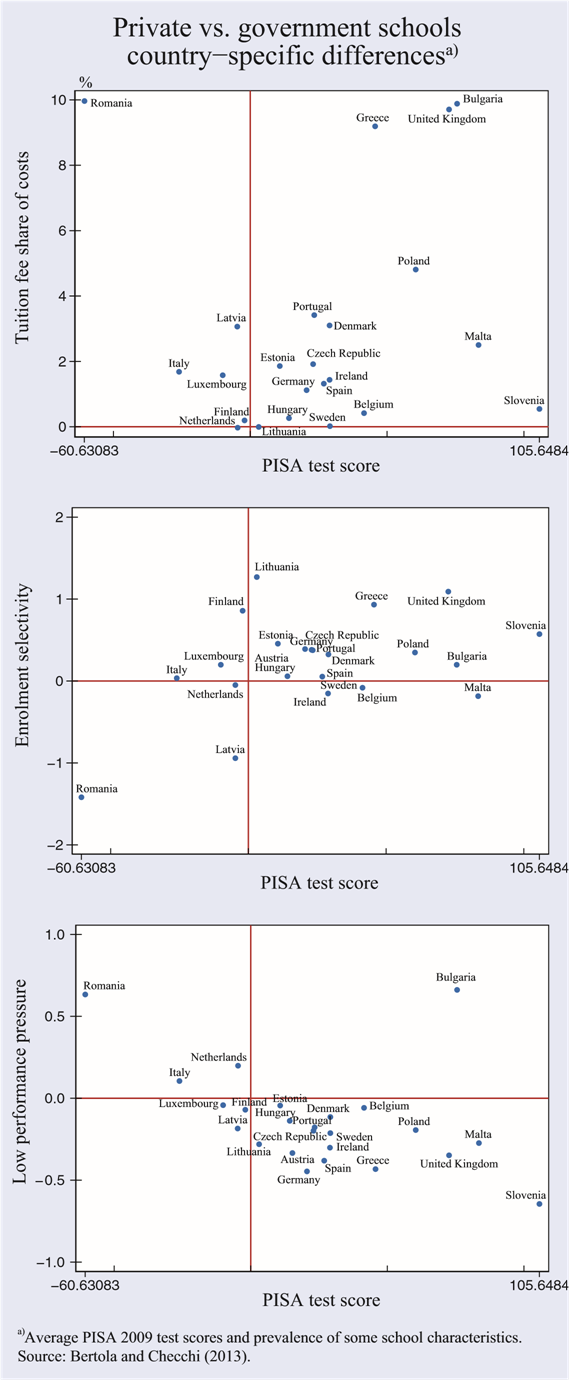 Private vs. government schools
country−specific differencesa)
%
10
Romania
Bulgaria
United Kingdom
Greece
8
Tuition fee share of costs
6
Poland
4
Portugal
Latvia
Denmark
Malta
2
Estonia
Czech Republic
Italy
Luxembourg
Germany
Ireland
Spain
Slovenia
Finland
Hungary
Belgium
Netherlands
Sweden
0
Lithuania
−60.63083
105.6484
PISA test score
2
Lithuania
1
Finland
Greece
United Kingdom
Enrolment selectivity
Slovenia
Estonia
Czech Republic
Germany
Portugal
Poland
Luxembourg
Austria
Denmark
Bulgaria
Italy
Hungary
Spain
0
Netherlands
Sweden
Malta
Ireland
Belgium
Latvia
−1
Romania
−2
−60.63083
105.6484
PISA test score
1.0
Romania
Bulgaria
0.5
Low performance pressure
Netherlands
Italy
0.0
Estonia
Luxembourg
Finland
Hungary
Denmark
Belgium
Latvia
Portugal
Poland
Czech Republic
Sweden
Malta
Lithuania
Ireland
Austria
Spain
Greece
United Kingdom
−0.5
Germany
Slovenia
−1.0
−60.63083
105.6484
PISA test score
a)Average PISA 2009 test scores and prevalence of some school characteristics.
Source: Bertola and Checchi (2013).